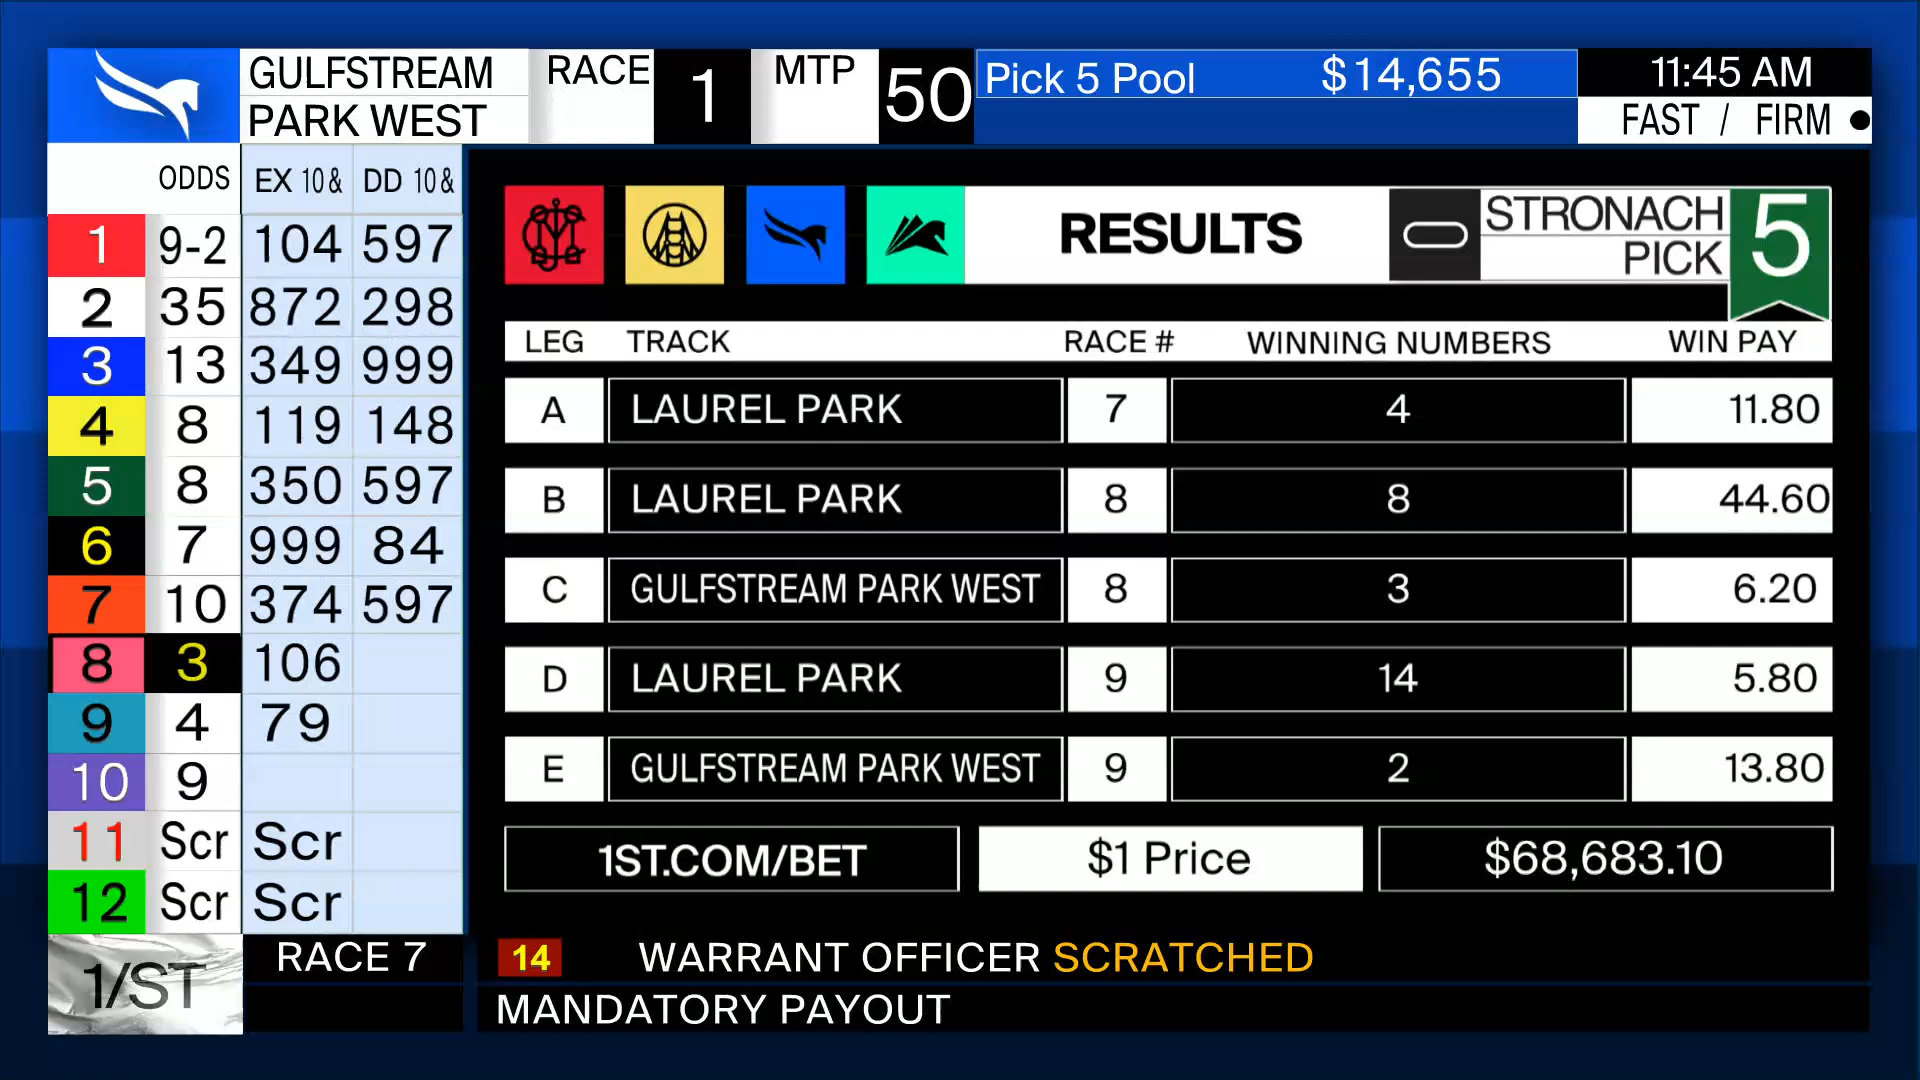 GULFSTREAM PARK WEST
RACE 1 MTP 50
Pick 5 Pool $14,655
11:45 AM
FAST / FIRM
ODDS EX 10& DD 10&
1 9-2 104 597
2 35 872 298
3 13 349 999
4 8 119 148
5 8 350 597
6 7 999 84
7 10 374 597
8 3 106
9 4 79
10 9
11 Scr Scr
12 Scr Scr
1/ST
RESULTS
STRONACH PICK 5
LEG TRACK RACE # WINNING NUMBERS WIN PAY
A LAUREL PARK 7 4 11.80
B LAUREL PARK 8 8 44.60
C GULFSTREAM PARK WEST 8 3 6.20
D LAUREL PARK 9 14 5.80
E GULFSTREAM PARK WEST 9 2 13.80
1ST.COM/BET $1 Price $68,683.10
RACE 7 14 WARRANT OFFICER SCRATCHED
MANDATORY PAYOUT